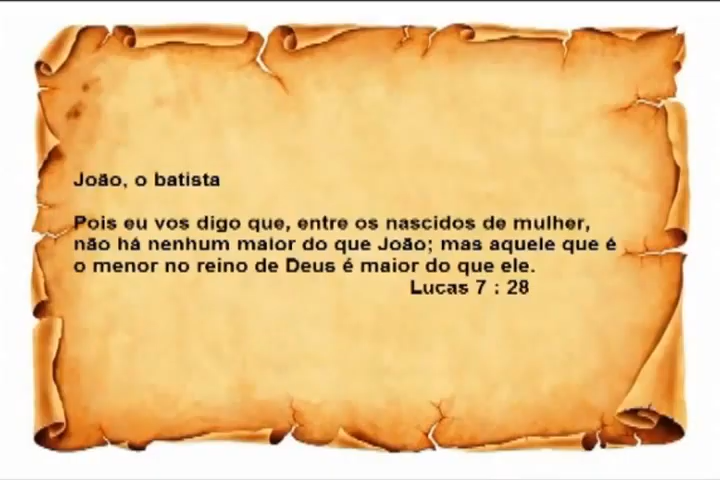 João, o batista
Pois eu vos digo que, entre os nascidos de mulher,
não há nenhum maior do que João; mas aquele que é
o menor no reino de Deus é maior do que ele.
Lucas 7 : 28